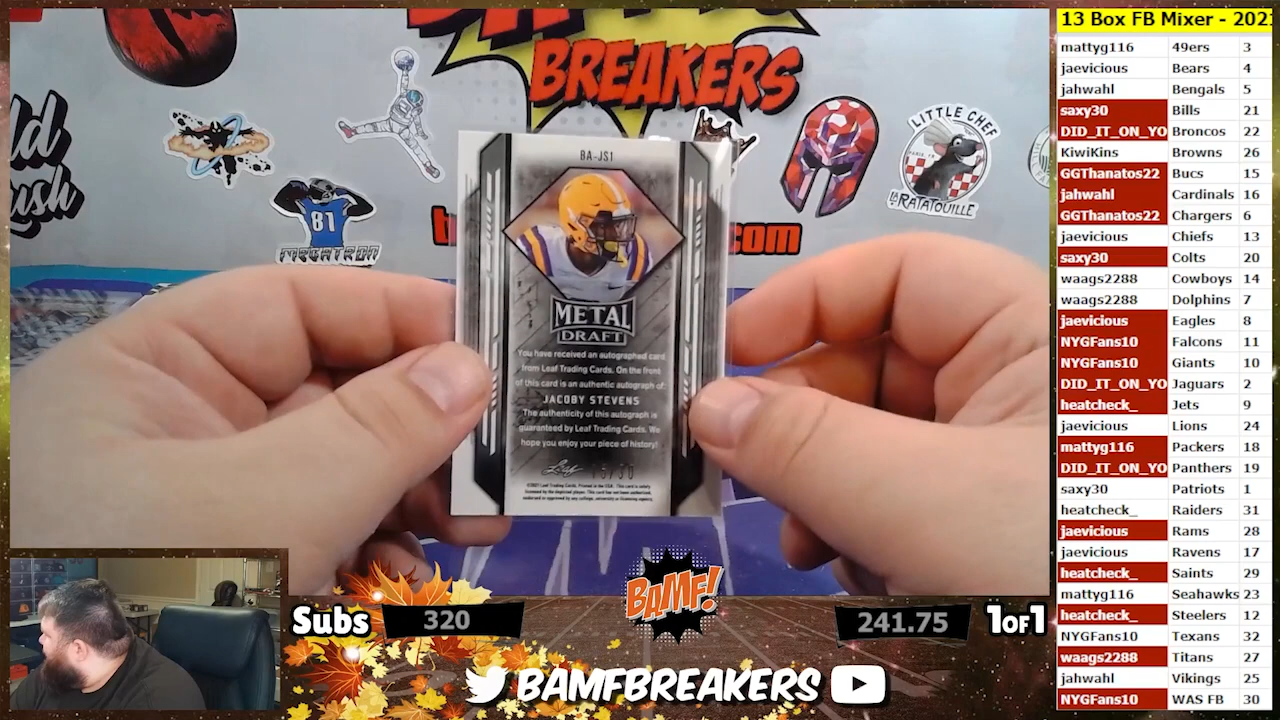 BREAKERS
LITTLE CHEF
PARIS, FR
LA RATATOUILLE
81
MEGATRON
com
BA-JS1
METAL
DRAFT
You have received an autographed card
from Leaf Trading Cards. On the front
of this card is an authentic autograph of:
JACOBY STEVENS
The authenticity of this autograph is
guaranteed by Leaf Trading Cards. We
hope you enjoy your piece of history!
Leaf
13 Box FB Mixer - 2021
mattyg116 49ers 3
jaevicious Bears 4
jahwahl Bengals 5
saxy30 Bills 21
DID_IT_ON_YO Broncos 22
KiwiKins Browns 26
GGThanatos22 Bucs 15
jahwahl Cardinals 16
GGThanatos22 Chargers 6
jaevicious Chiefs 13
saxy30 Colts 20
waags2288 Cowboys 14
waags2288 Dolphins 7
jaevicious Eagles 8
NYGFans10 Falcons 11
NYGFans10 Giants 10
DID_IT_ON_YO Jaguars 2
heatcheck_ Jets 9
jaevicious Lions 24
mattyg116 Packers 18
DID_IT_ON_YO Panthers 19
saxy30 Patriots 1
heatcheck_ Raiders 31
jaevicious Rams 28
jaevicious Ravens 17
heatcheck_ Saints 29
mattyg116 Seahawks 23
heatcheck_ Steelers 12
NYGFans10 Texans 32
waags2288 Titans 27
jahwahl Vikings 25
NYGFans10 WAS FB 30
Subs 320
BAMF!
241.75 1OF1
BAMFBREAKERS